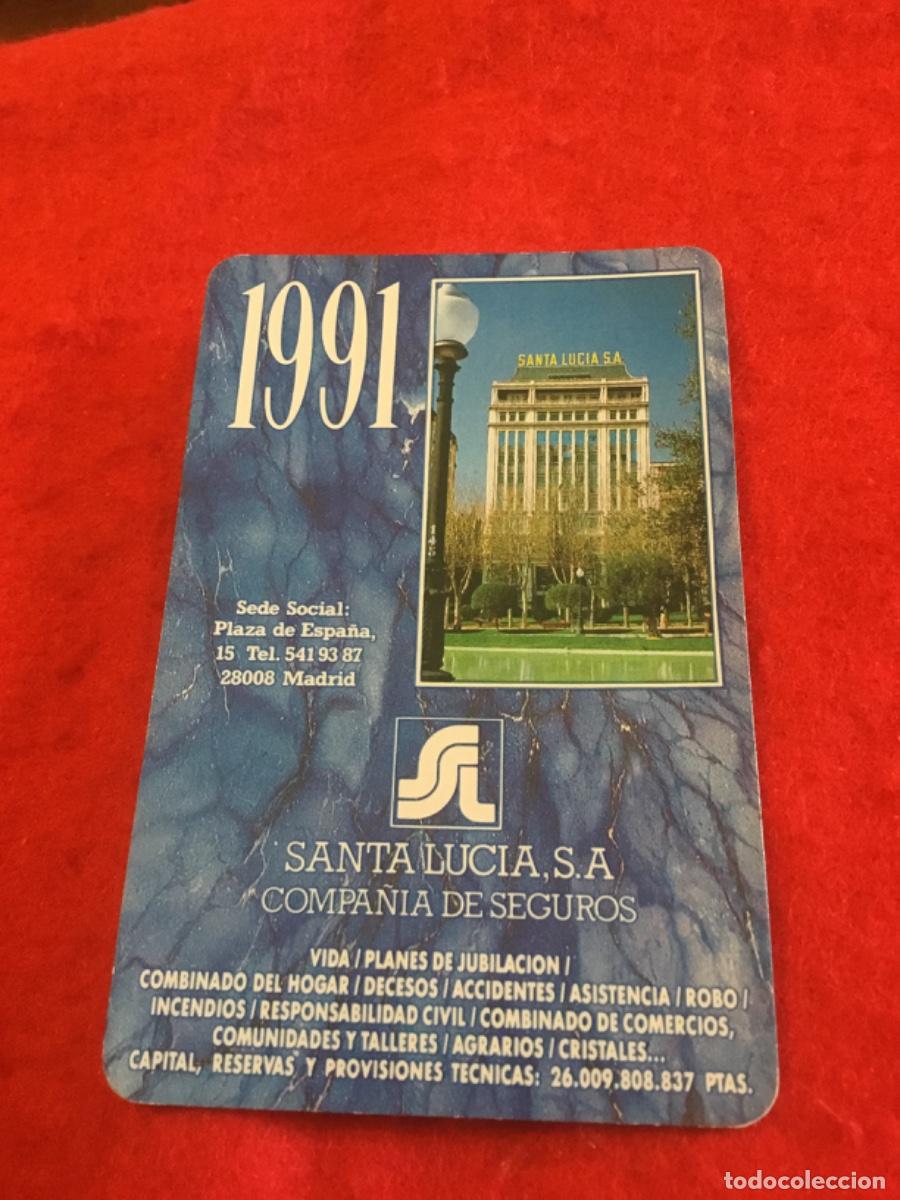 1991
SANTA LUCIA S.A.
Sede Social:
Plaza de España,
15 Tel. 541 93 87
28008 Madrid
SANTA LUCIA, S.A
COMPAÑIA DE SEGUROS
VIDA / PLANES DE JUBILACION /
COMBINADO DEL HOGAR / DECESOS / ACCIDENTES / ASISTENCIA / ROBO /
INCENDIOS / RESPONSABILIDAD CIVIL / COMBINADO DE COMERCIOS,
COMUNIDADES Y TALLERES / AGRARIOS / CRISTALES...
CAPITAL, RESERVAS Y PROVISIONES TECNICAS: 26.009.808.837 PTAS.
todocoleccion